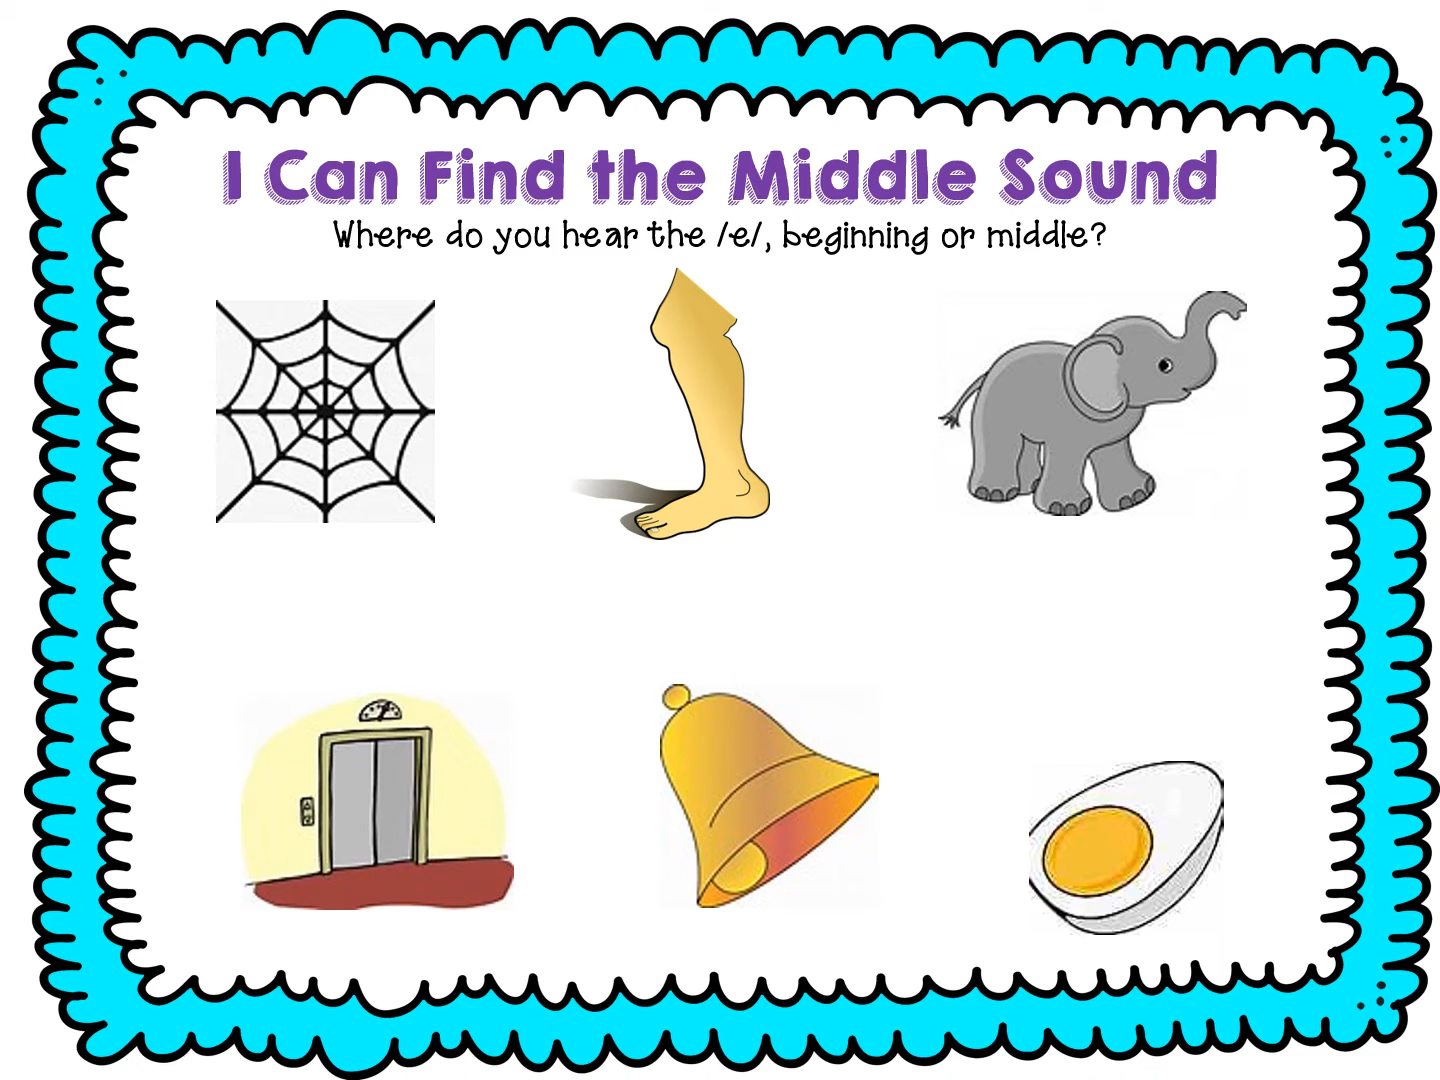 I Can Find the Middle Sound
Where do you hear the /e/, beginning or middle?